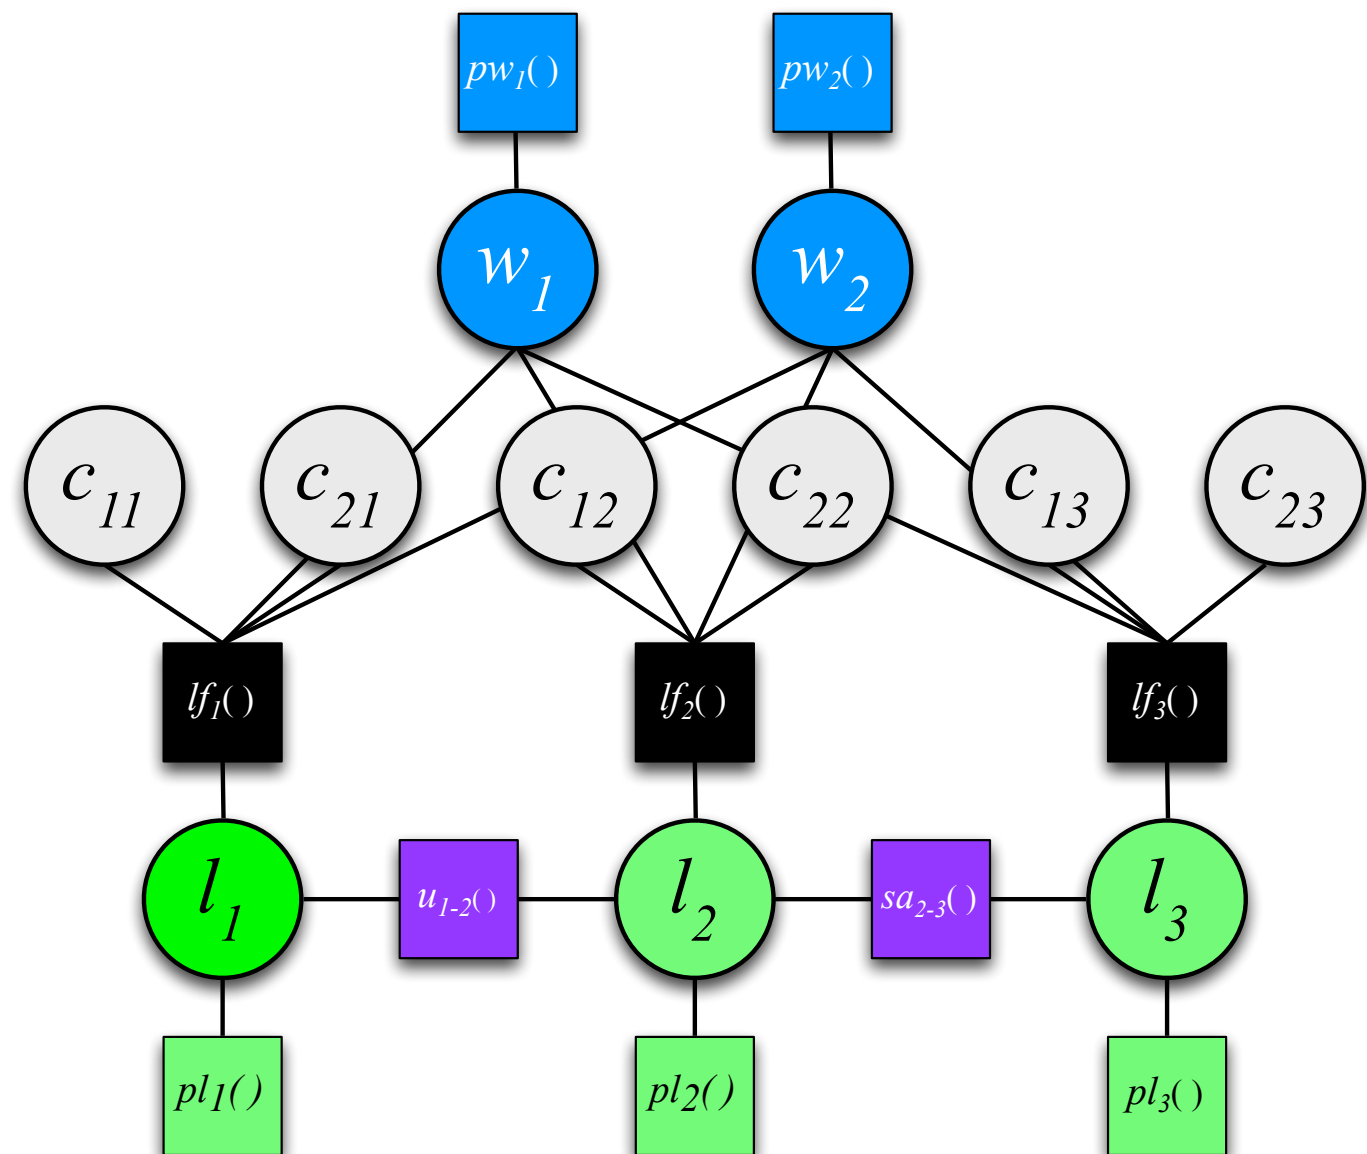 pw1() pw2()
w1 w2
c11 c21 c12 c22 c13 c23
lf1() lf2() lf3()
l1 u1-2() l2 sa2-3() l3
pl1() pl2() pl3()